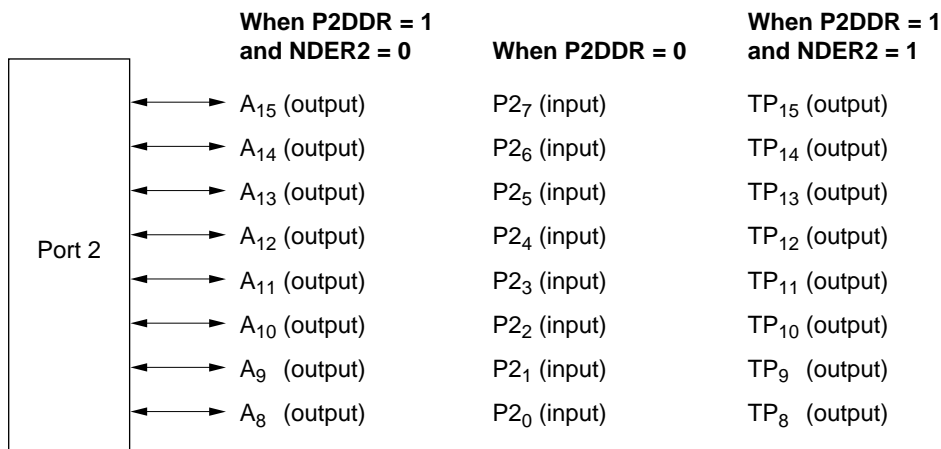 When P2DDR = 1 and NDER2 = 0
When P2DDR = 0
When P2DDR = 1 and NDER2 = 1
Port 2
A15 (output) P27 (input) TP15 (output)
A14 (output) P26 (input) TP14 (output)
A13 (output) P25 (input) TP13 (output)
A12 (output) P24 (input) TP12 (output)
A11 (output) P23 (input) TP11 (output)
A10 (output) P22 (input) TP10 (output)
A9 (output) P21 (input) TP9 (output)
A8 (output) P20 (input) TP8 (output)